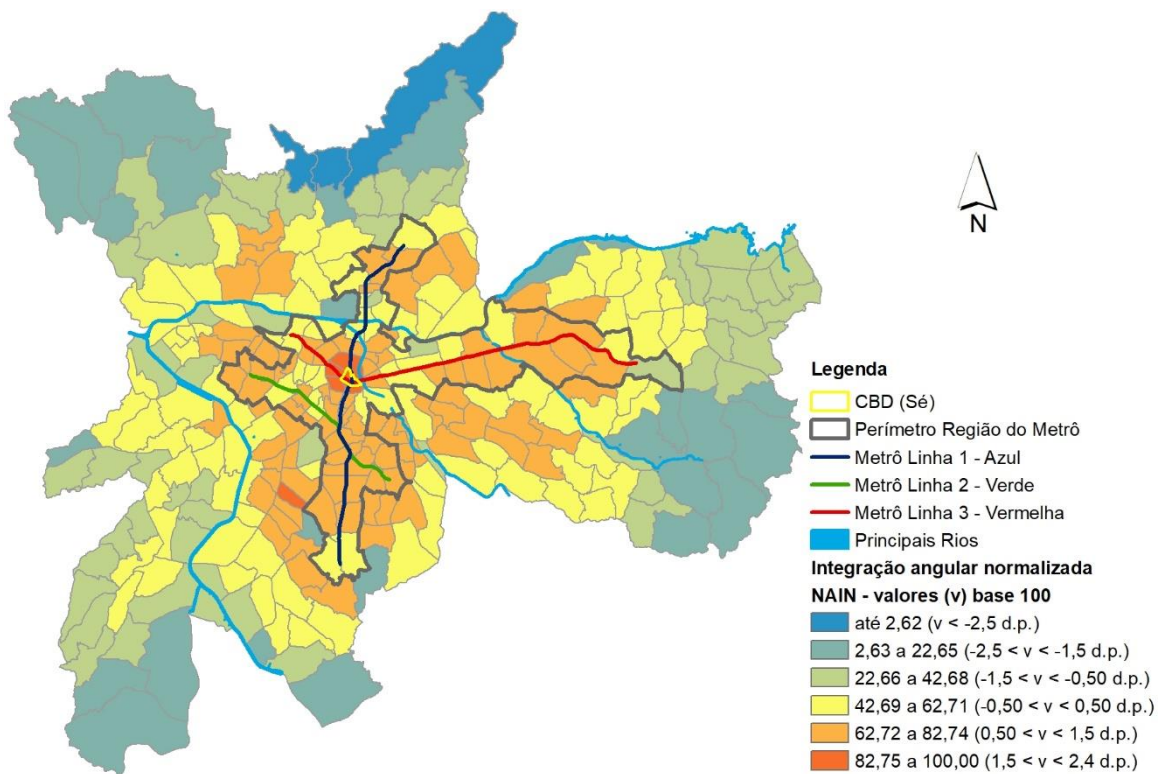 N
Legenda
CBD (Sé)
Perímetro Região do Metrô
Metrô Linha 1 - Azul
Metrô Linha 2 - Verde
Metrô Linha 3 - Vermelha
Principais Rios
Integração angular normalizada
NAIN - valores (v) base 100
até 2,62 (v < -2,5 d.p.)
2,63 a 22,65 (-2,5 < v < -1,5 d.p.)
22,66 a 42,68 (-1,5 < v < -0,50 d.p.)
42,69 a 62,71 (-0,50 < v < 0,50 d.p.)
62,72 a 82,74 (0,50 < v < 1,5 d.p.)
82,75 a 100,00 (1,5 < v < 2,4 d.p.)